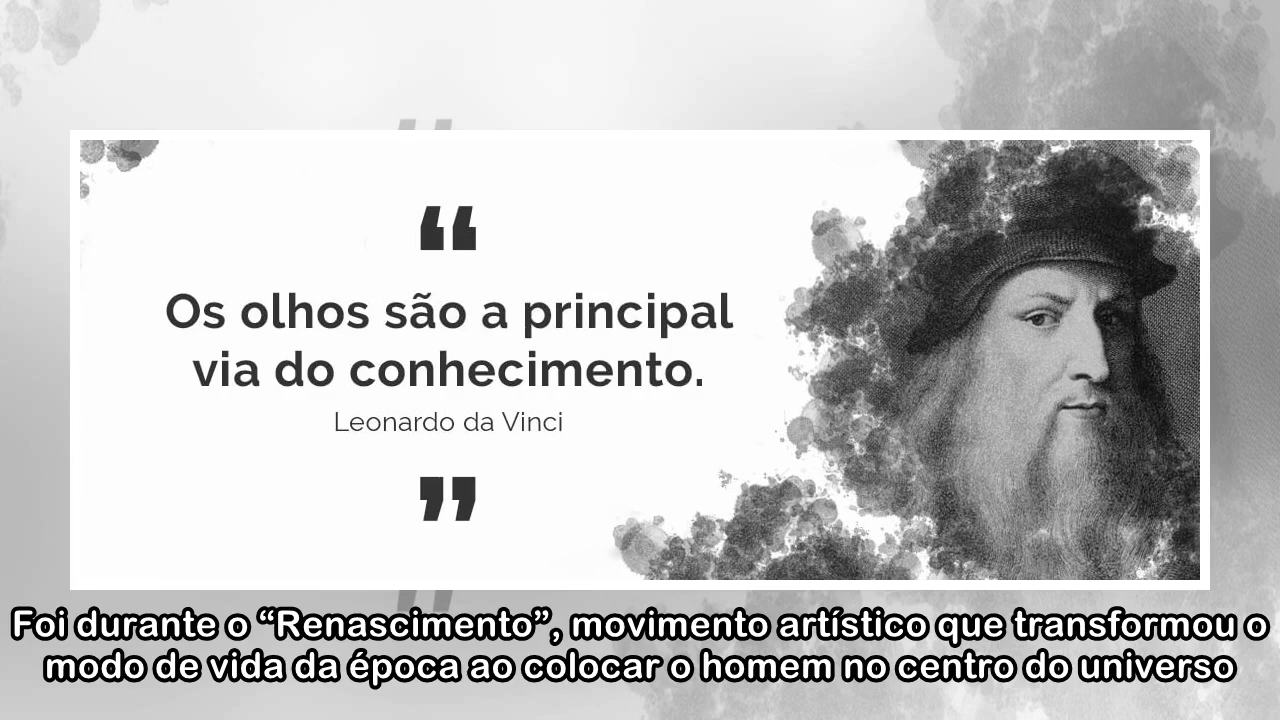 “
Os olhos são a principal
via do conhecimento.
Leonardo da Vinci
”
Foi durante o “Renascimento”, movimento artístico que transformou o
modo de vida da época ao colocar o homem no centro do universo